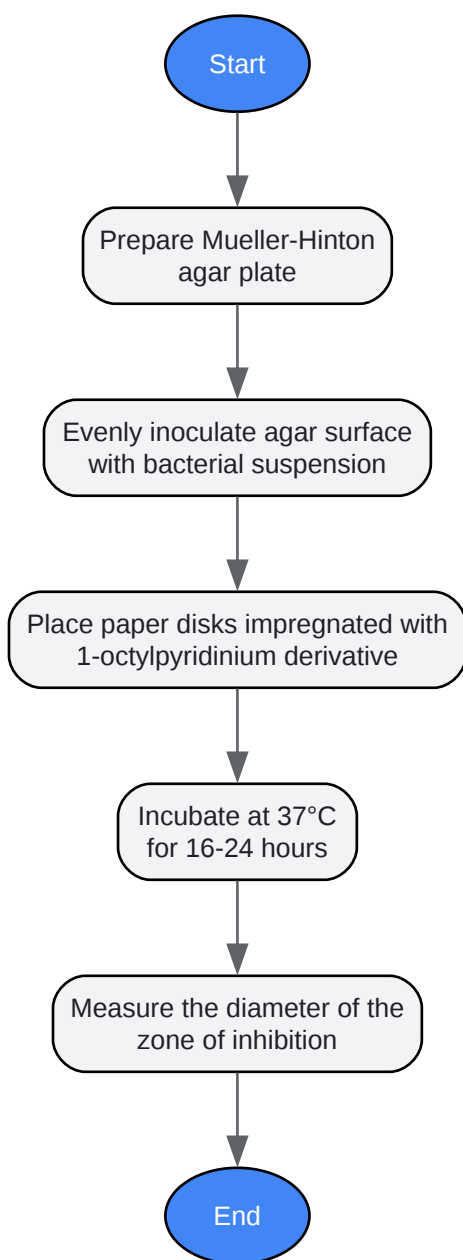 Start
Prepare Mueller-Hinton
agar plate
Evenly inoculate agar surface
with bacterial suspension
Place paper disks impregnated with
1-octylpyridinium derivative
Incubate at 37°C
for 16-24 hours
Measure the diameter of the
zone of inhibition
End